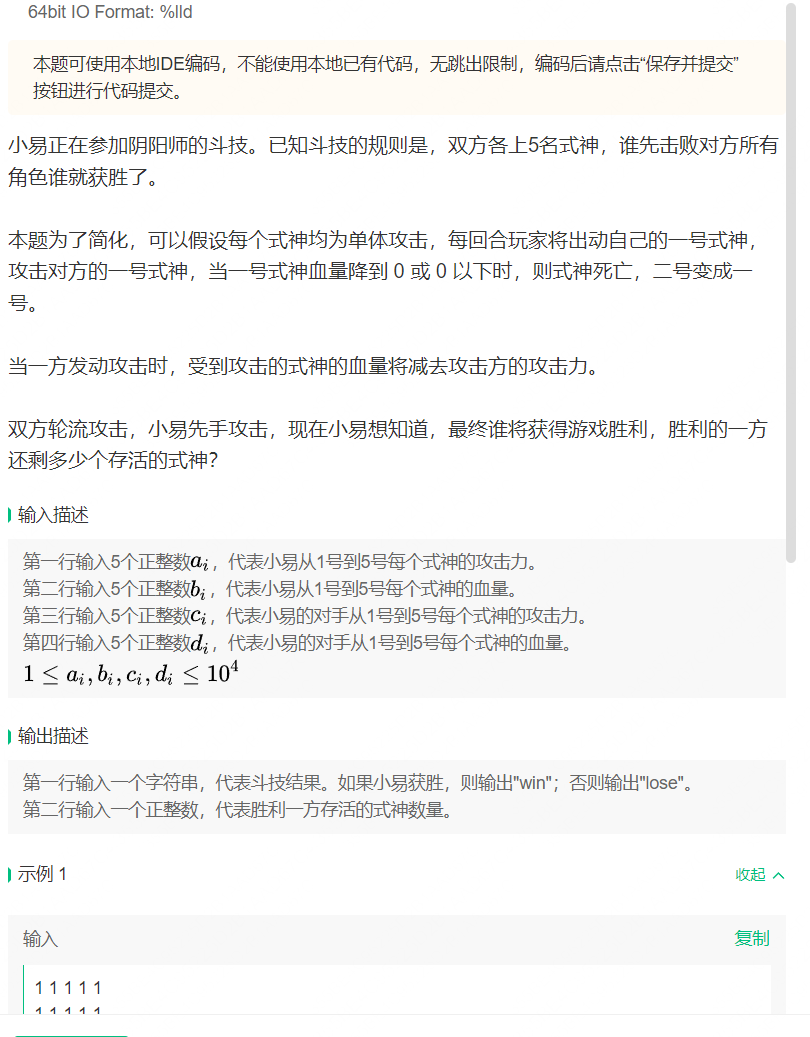 64bit IO Format: %lld
本题可使用本地IDE编码，不能使用本地已有代码，无跳出限制，编码后请点击“保存并提交”
按钮进行代码提交。
小易正在参加阴阳师的斗技。已知斗技的规则是，双方各上5名式神，谁先击败对方所有
角色谁就获胜了。
本题为了简化，可以假设每个式神均为单体攻击，每回合玩家将出动自己的一号式神，
攻击对方的一号式神，当一号式神血量降到 0 或 0 以下时，则式神死亡，二号变成一
号。
当一方发动攻击时，受到攻击的式神的血量将减去攻击方的攻击力。
双方轮流攻击，小易先手攻击，现在小易想知道，最终谁将获得游戏胜利，胜利的一方
还剩多少个存活的式神？
输入描述
第一行输入5个正整数aᵢ，代表小易从1号到5号每个式神的攻击力。
第二行输入5个正整数bᵢ，代表小易从1号到5号每个式神的血量。
第三行输入5个正整数cᵢ，代表小易的对手从1号到5号每个式神的攻击力。
第四行输入5个正整数dᵢ，代表小易的对手从1号到5号每个式神的血量。
1 ≤ aᵢ, bᵢ, cᵢ, dᵢ ≤ 10⁴
输出描述
第一行输入一个字符串，代表斗技结果。如果小易获胜，则输出"win"；否则输出"lose"。
第二行输入一个正整数，代表胜利一方存活的式神数量。
示例 1
收起
输入
复制
1 1 1 1 1
1 1 1 1 1